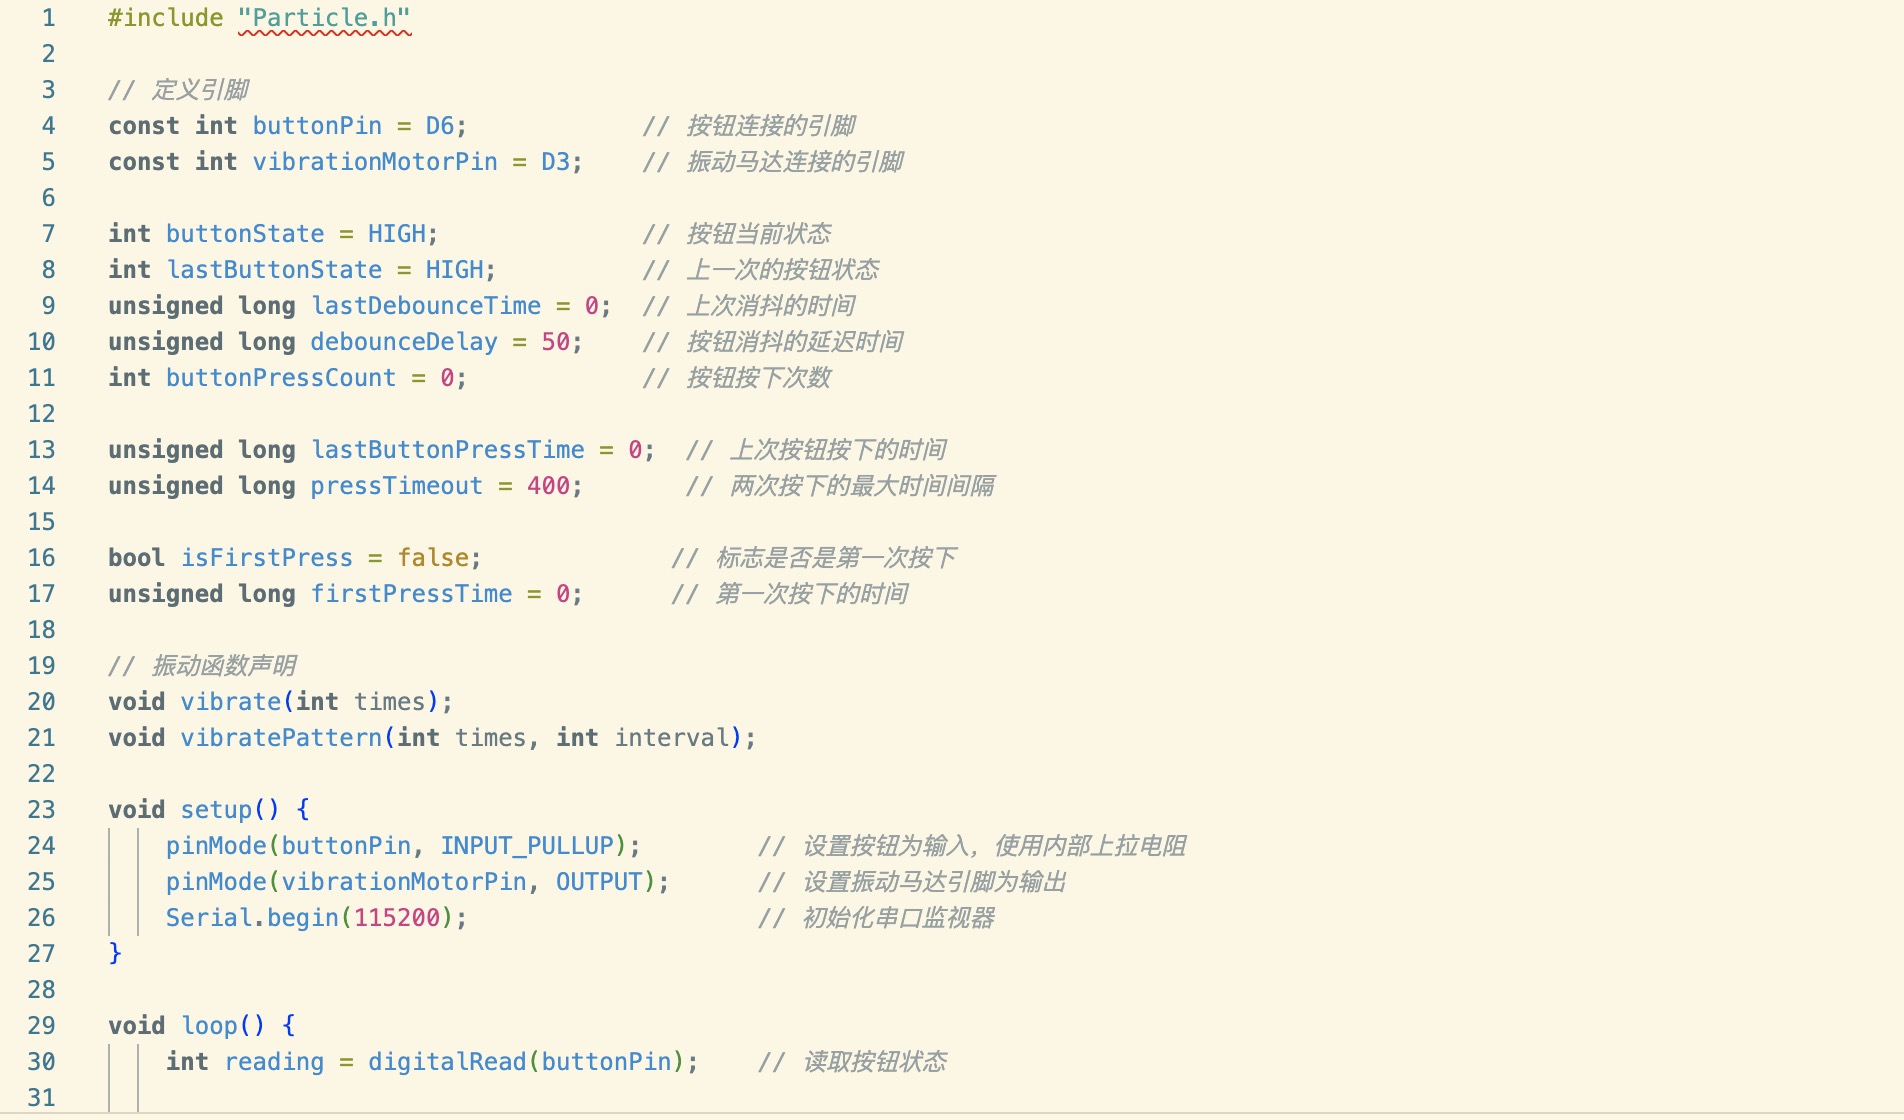 1 #include "Particle.h"
2
3 // 定义引脚
4 const int buttonPin = D6;            // 按钮连接的引脚
5 const int vibrationMotorPin = D3;    // 振动马达连接的引脚
6
7 int buttonState = HIGH;              // 按钮当前状态
8 int lastButtonState = HIGH;          // 上一次的按钮状态
9 unsigned long lastDebounceTime = 0;  // 上次消抖的时间
10 unsigned long debounceDelay = 50;    // 按钮消抖的延迟时间
11 int buttonPressCount = 0;            // 按钮按下次数
12
13 unsigned long lastButtonPressTime = 0;  // 上次按钮按下的时间
14 unsigned long pressTimeout = 400;       // 两次按下的最大时间间隔
15
16 bool isFirstPress = false;             // 标志是否是第一次按下
17 unsigned long firstPressTime = 0;      // 第一次按下的时间
18
19 // 振动函数声明
20 void vibrate(int times);
21 void vibratePattern(int times, int interval);
22
23 void setup() {
24     pinMode(buttonPin, INPUT_PULLUP);        // 设置按钮为输入，使用内部上拉电阻
25     pinMode(vibrationMotorPin, OUTPUT);      // 设置振动马达引脚为输出
26     Serial.begin(115200);                    // 初始化串口监视器
27 }
28
29 void loop() {
30     int reading = digitalRead(buttonPin);    // 读取按钮状态
31